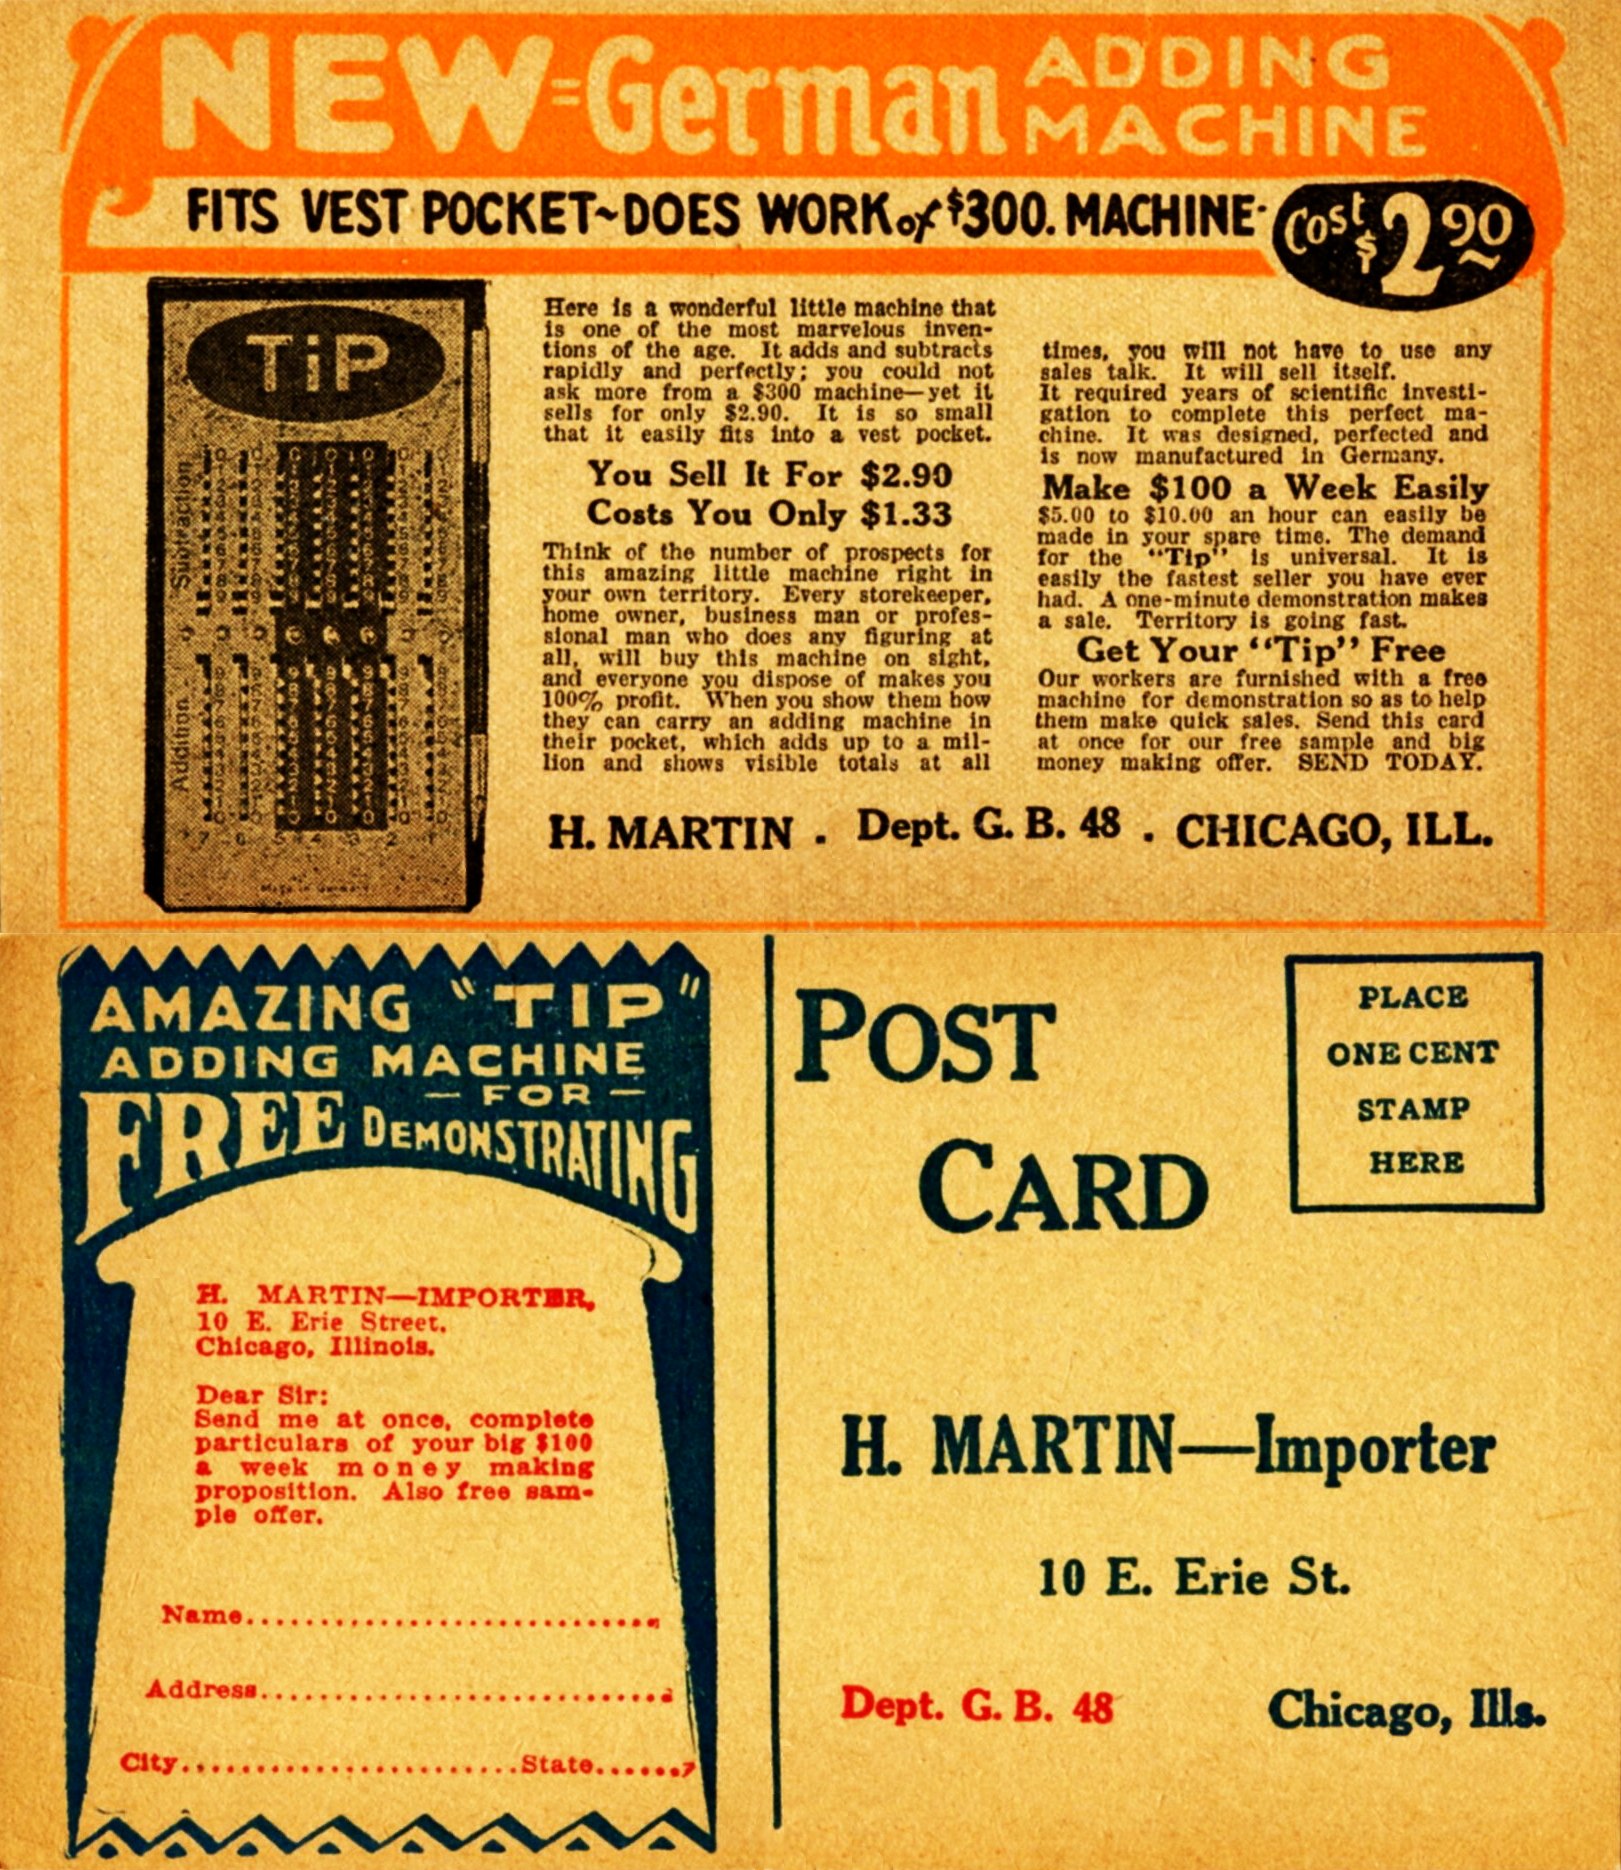 NEW=German ADDING
MACHINE
FITS VEST POCKET~DOES WORK of $300. MACHINE-
Cost $2 90
TiP
Subtraction
Addition
7 6 5 4 3 2 1
Made in Germany
Here is a wonderful little machine that
is one of the most marvelous inven-
tions of the age. It adds and subtracts
rapidly and perfectly; you could not
ask more from a $300 machine—yet it
sells for only $2.90. It is so small
that it easily fits into a vest pocket.
You Sell It For $2.90
Costs You Only $1.33
Think of the number of prospects for
this amazing little machine right in
your own territory. Every storekeeper,
home owner, business man or profes-
sional man who does any figuring at
all, will buy this machine on sight,
and everyone you dispose of makes you
100% profit. When you show them how
they can carry an adding machine in
their pocket, which adds up to a mil-
lion and shows visible totals at all
times, you will not have to use any
sales talk. It will sell itself.
It required years of scientific investi-
gation to complete this perfect ma-
chine. It was designed, perfected and
is now manufactured in Germany.
Make $100 a Week Easily
$5.00 to $10.00 an hour can easily be
made in your spare time. The demand
for the "Tip" is universal. It is
easily the fastest seller you have ever
had. A one-minute demonstration makes
a sale. Territory is going fast.
Get Your "Tip" Free
Our workers are furnished with a free
machine for demonstration so as to help
them make quick sales. Send this card
at once for our free sample and big
money making offer. SEND TODAY.
H. MARTIN . Dept. G. B. 48 . CHICAGO, ILL.
AMAZING "TIP"
ADDING MACHINE
— FOR —
FREE DEMONSTRATING
H. MARTIN—IMPORTER,
10 E. Erie Street,
Chicago, Illinois.
Dear Sir:
Send me at once, complete
particulars of your big $100
a week money making
proposition. Also free sam-
ple offer.
Name
Address
City State
POST
CARD
PLACE
ONE CENT
STAMP
HERE
H. MARTIN—Importer
10 E. Erie St.
Dept. G. B. 48 Chicago, Ills.